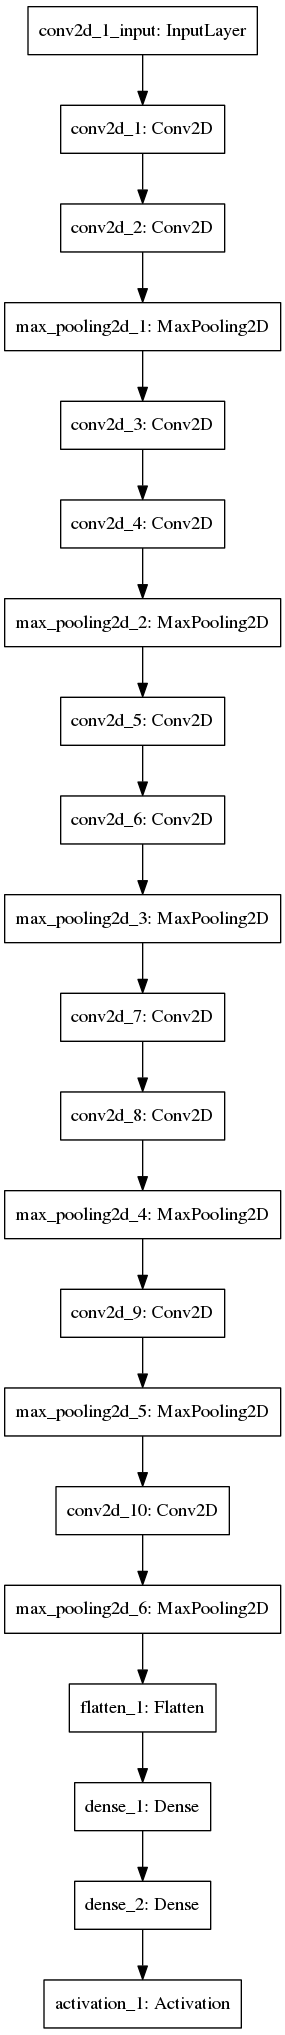 conv2d_1_input: InputLayer
conv2d_1: Conv2D
conv2d_2: Conv2D
max_pooling2d_1: MaxPooling2D
conv2d_3: Conv2D
conv2d_4: Conv2D
max_pooling2d_2: MaxPooling2D
conv2d_5: Conv2D
conv2d_6: Conv2D
max_pooling2d_3: MaxPooling2D
conv2d_7: Conv2D
conv2d_8: Conv2D
max_pooling2d_4: MaxPooling2D
conv2d_9: Conv2D
max_pooling2d_5: MaxPooling2D
conv2d_10: Conv2D
max_pooling2d_6: MaxPooling2D
flatten_1: Flatten
dense_1: Dense
dense_2: Dense
activation_1: Activation